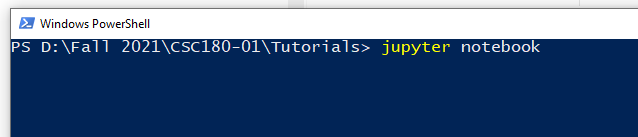 Windows PowerShell
PS D:\Fall 2021\CSC180-01\Tutorials> jupyter notebook